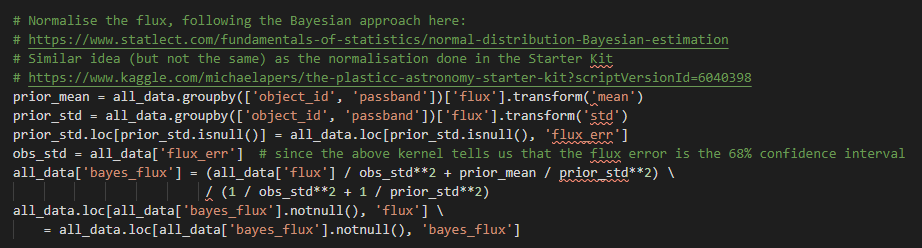 # Normalise the flux, following the Bayesian approach here:
# https://www.statlect.com/fundamentals-of-statistics/normal-distribution-Bayesian-estimation
# Similar idea (but not the same) as the normalisation done in the Starter Kit
# https://www.kaggle.com/michaelapers/the-plasticc-astronomy-starter-kit?scriptVersionId=6040398
prior_mean = all_data.groupby(['object_id', 'passband'])['flux'].transform('mean')
prior_std = all_data.groupby(['object_id', 'passband'])['flux'].transform('std')
prior_std.loc[prior_std.isnull()] = all_data.loc[prior_std.isnull(), 'flux_err']
obs_std = all_data['flux_err']  # since the above kernel tells us that the flux error is the 68% confidence interval
all_data['bayes_flux'] = (all_data['flux'] / obs_std**2 + prior_mean / prior_std**2) \
                         / (1 / obs_std**2 + 1 / prior_std**2)
all_data.loc[all_data['bayes_flux'].notnull(), 'flux'] \
    = all_data.loc[all_data['bayes_flux'].notnull(), 'bayes_flux']